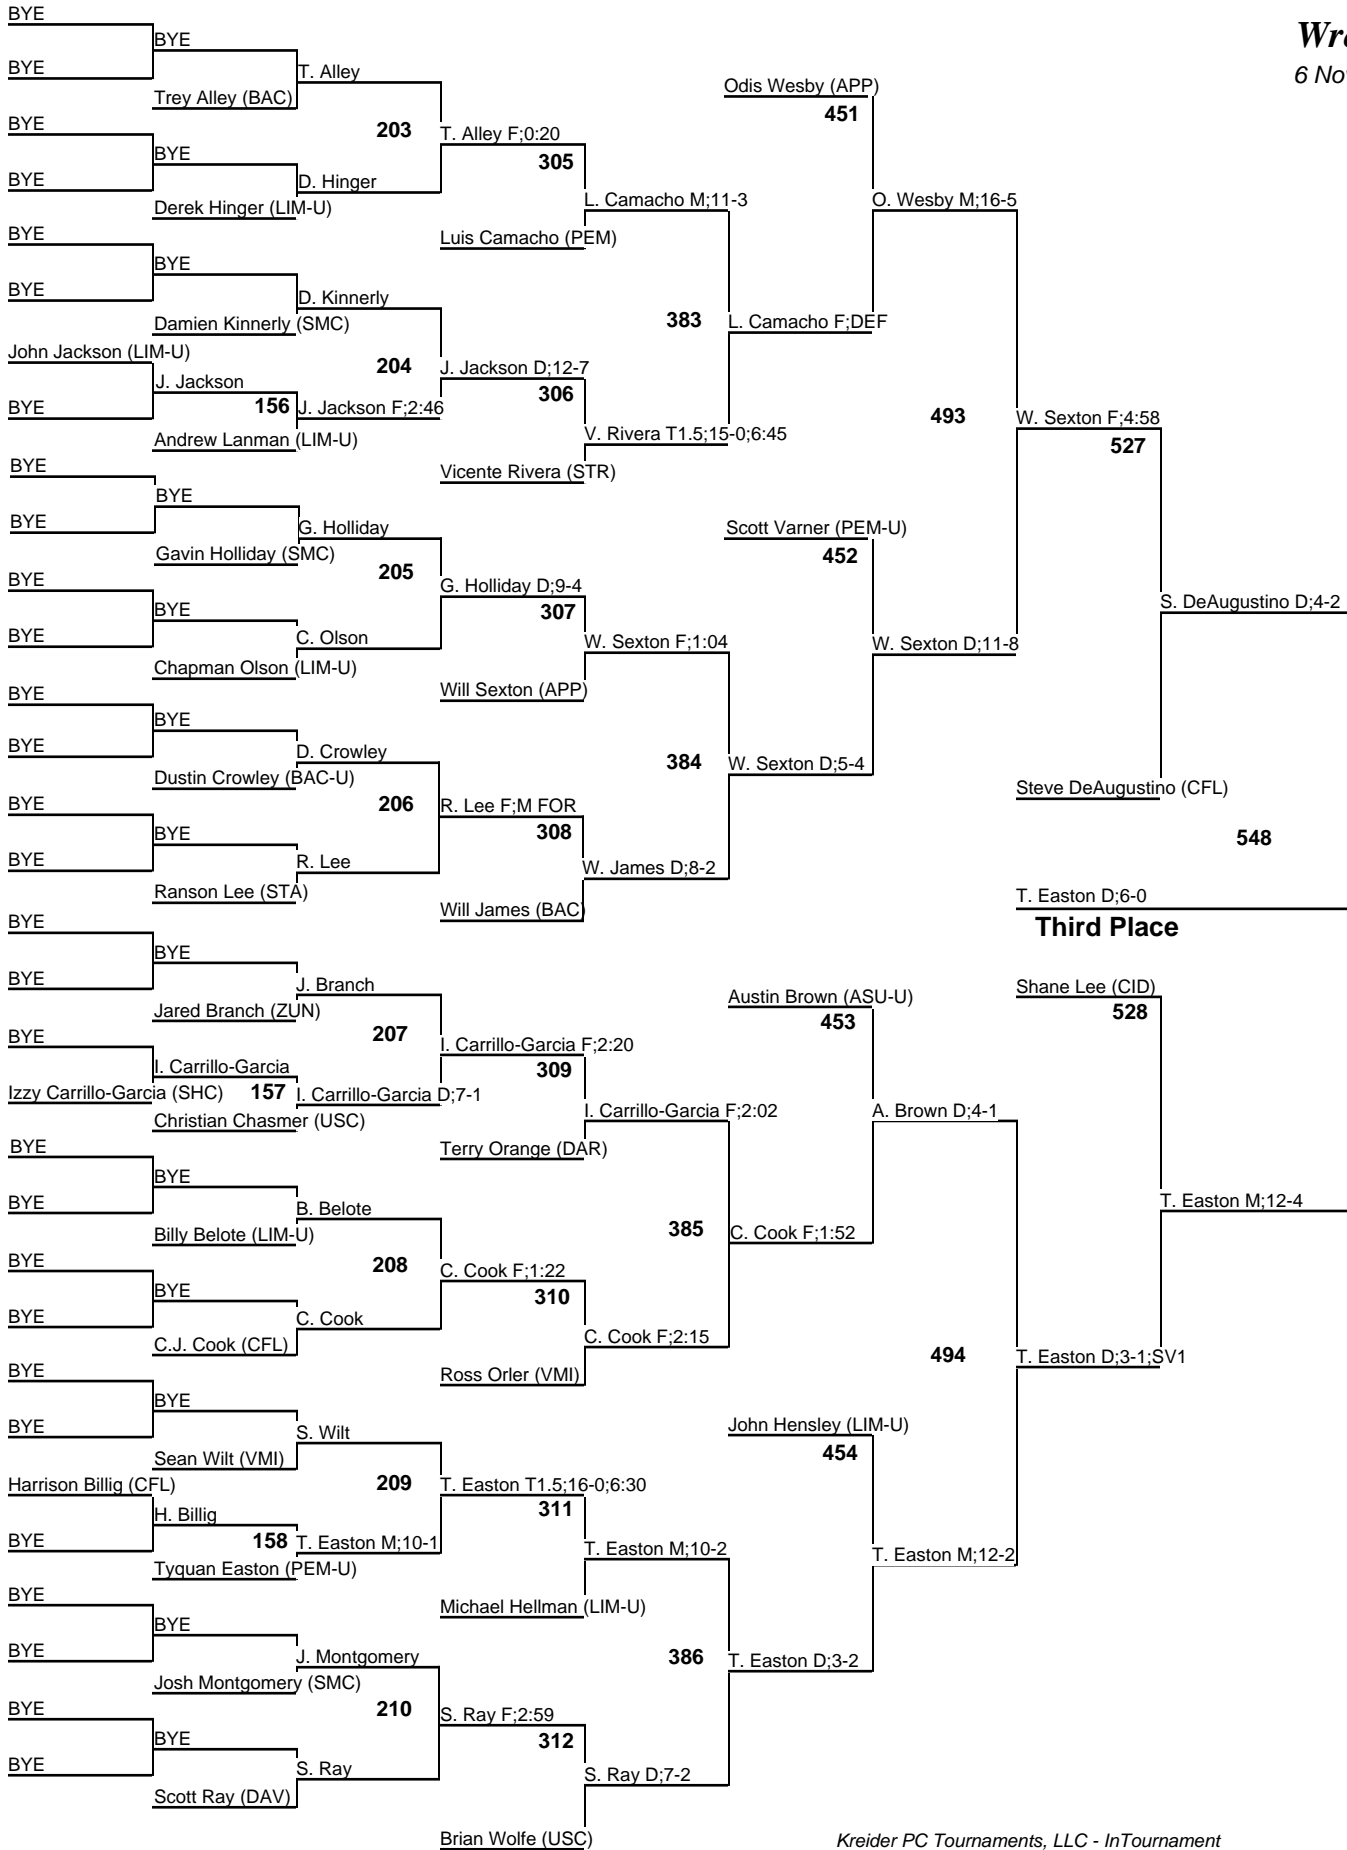 BYE
Wre
BYE
BYE
T. Alley
6 Nov
Odis Wesby (APP)
Trey Alley (BAC)
451
BYE
203
T. Alley F;0:20
BYE
305
BYE
D. Hinger
L. Camacho M;11-3
O. Wesby M;16-5
Derek Hinger (LIM-U)
BYE
Luis Camacho (PEM)
BYE
BYE
D. Kinnerly
383
L. Camacho F;DEF
Damien Kinnerly (SMC)
John Jackson (LIM-U)
204
J. Jackson D;12-7
J. Jackson
306
BYE
156
J. Jackson F;2:46
493
W. Sexton F;4:58
Andrew Lanman (LIM-U)
V. Rivera T1.5;15-0;6:45
527
BYE
Vicente Rivera (STR)
BYE
BYE
G. Holliday
Scott Varner (PEM-U)
Gavin Holliday (SMC)
452
205
BYE
G. Holliday D;9-4
S. DeAugustino D;4-2
BYE
307
BYE
C. Olson
W. Sexton F;1:04
W. Sexton D;11-8
Chapman Olson (LIM-U)
BYE
Will Sexton (APP)
BYE
BYE
D. Crowley
384
W. Sexton D;5-4
Dustin Crowley (BAC-U)
Steve DeAugustino (CFL)
BYE
206
R. Lee F;M FOR
BYE
308
548
BYE
R. Lee
W. James D;8-2
Ranson Lee (STA)
T. Easton D;6-0
BYE
Will James (BAC)
Third Place
BYE
BYE
J. Branch
Shane Lee (CID)
Jared Branch (ZUN)
Austin Brown (ASU-U)
528
BYE
207
453
I. Carrillo-Garcia F;2:20
I. Carrillo-Garcia
309
Izzy Carrillo-Garcia (SHC)
157
I. Carrillo-Garcia D;7-1
Christian Chasmer (USC)
I. Carrillo-Garcia F;2:02
A. Brown D;4-1
BYE
Terry Orange (DAR)
BYE
BYE
B. Belote
T. Easton M;12-4
Billy Belote (LIM-U)
385
C. Cook F;1:52
BYE
208
C. Cook F;1:22
BYE
310
BYE
C. Cook
C.J. Cook (CFL)
C. Cook F;2:15
494
T. Easton D;3-1;SV1
BYE
Ross Orler (VMI)
BYE
BYE
S. Wilt
John Hensley (LIM-U)
Sean Wilt (VMI)
454
Harrison Billig (CFL)
209
T. Easton T1.5;16-0;6:30
H. Billig
311
BYE
158
T. Easton M;10-1
T. Easton M;10-2
T. Easton M;12-2
Tyquan Easton (PEM-U)
BYE
Michael Hellman (LIM-U)
BYE
BYE
J. Montgomery
386
T. Easton D;3-2
Josh Montgomery (SMC)
BYE
210
S. Ray F;2:59
BYE
312
BYE
S. Ray
S. Ray D;7-2
Scott Ray (DAV)
Brian Wolfe (USC)
Kreider PC Tournaments, LLC - InTournament